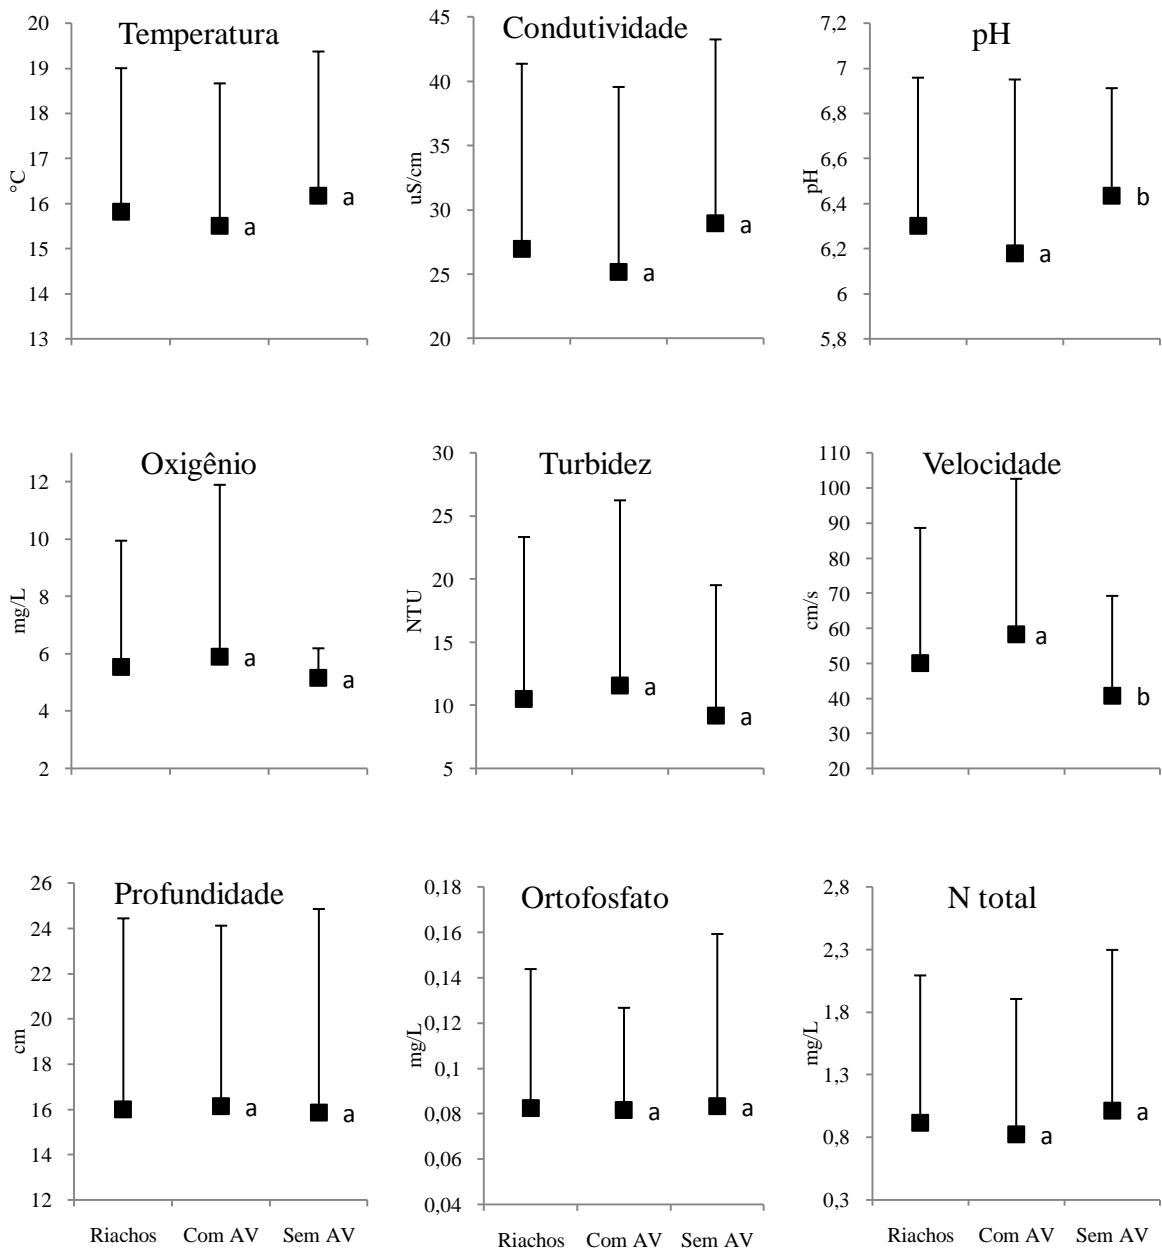 Temperatura
20
19
18
17
16
15
14
13
°C
a
a
Condutividade
45
40
35
30
25
20
uS/cm
a
a
pH
7,2
7
6,8
6,6
6,4
6,2
6
5,8
pH
a
b
Oxigênio
12
10
8
6
4
2
mg/L
a
a
Turbidez
30
25
20
15
10
5
NTU
a
a
Velocidade
110
100
90
80
70
60
50
40
30
20
cm/s
a
b
Profundidade
26
24
22
20
18
16
14
12
cm
a
a
Riachos Com AV Sem AV
Ortofosfato
0,18
0,16
0,14
0,12
0,1
0,08
0,06
0,04
mg/L
a
a
Riachos Com AV Sem AV
N total
2,8
2,3
1,8
1,3
0,8
0,3
mg/L
a
a
Riachos Com AV Sem AV